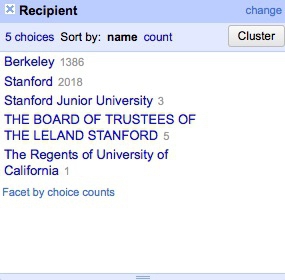 Recipient change
5 choices Sort by: name count Cluster
Berkeley 1386
Stanford 2018
Stanford Junior University 3
THE BOARD OF TRUSTEES OF
THE LELAND STANFORD 5
The Regents of University of
California 1
Facet by choice counts